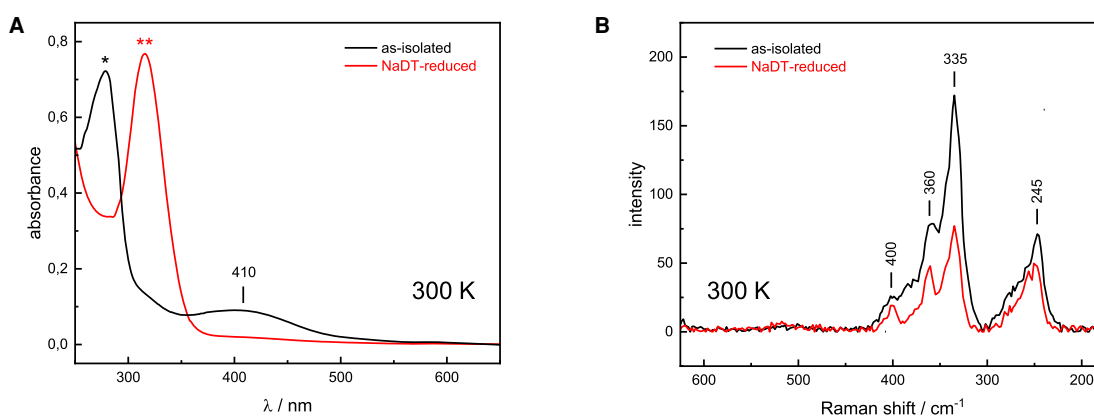 A
as-isolated
NaDT-reduced
*
**
410
300 K
0,8
0,6
0,4
0,2
0,0
absorbance
300
400
500
600
λ / nm
B
as-isolated
NaDT-reduced
335
360
400
245
300 K
200
150
100
50
0
intensity
600
500
400
300
200
Raman shift / cm⁻¹